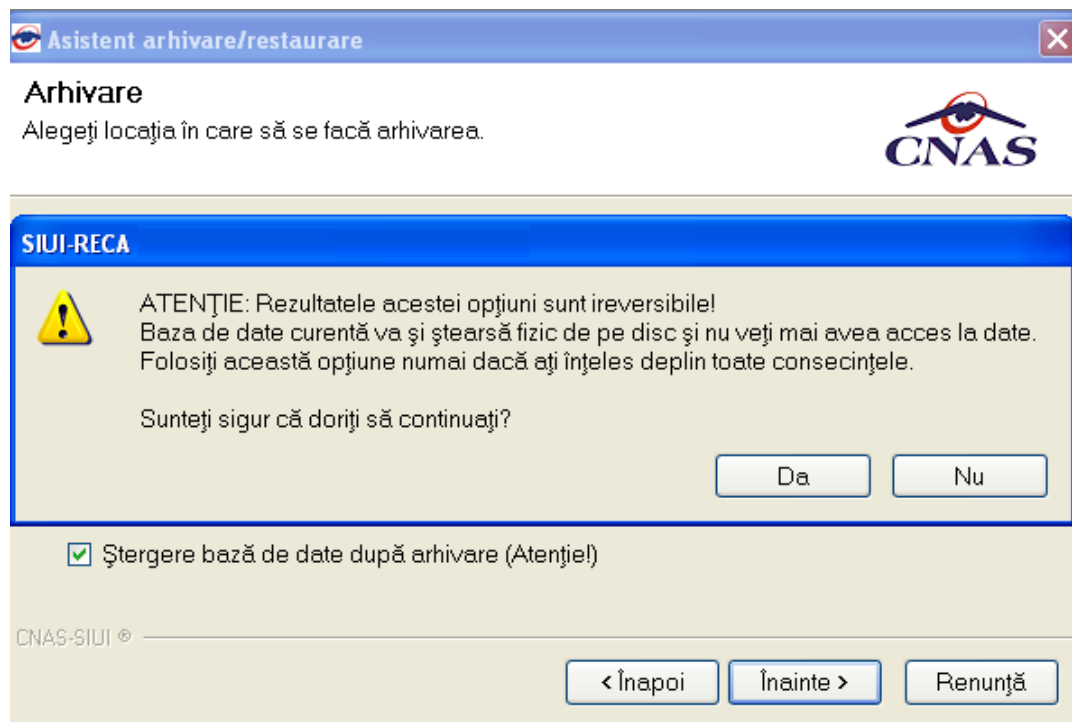 Asistent arhivare/restaurare
Arhivare
Alegeţi locaţia în care să se facă arhivarea.
CNAS
SIUI-RECA
ATENŢIE: Rezultatele acestei opţiuni sunt ireversibile!
Baza de date curentă va şi ştearsă fizic de pe disc şi nu veţi mai avea acces la date.
Folosiţi această opţiune numai dacă aţi înţeles deplin toate consecinţele.
Sunteţi sigur că doriţi să continuaţi?
Da Nu
Ştergere bază de date după arhivare (Atenţie!)
CNAS-SIUI ®
< Înapoi Înainte > Renunţă